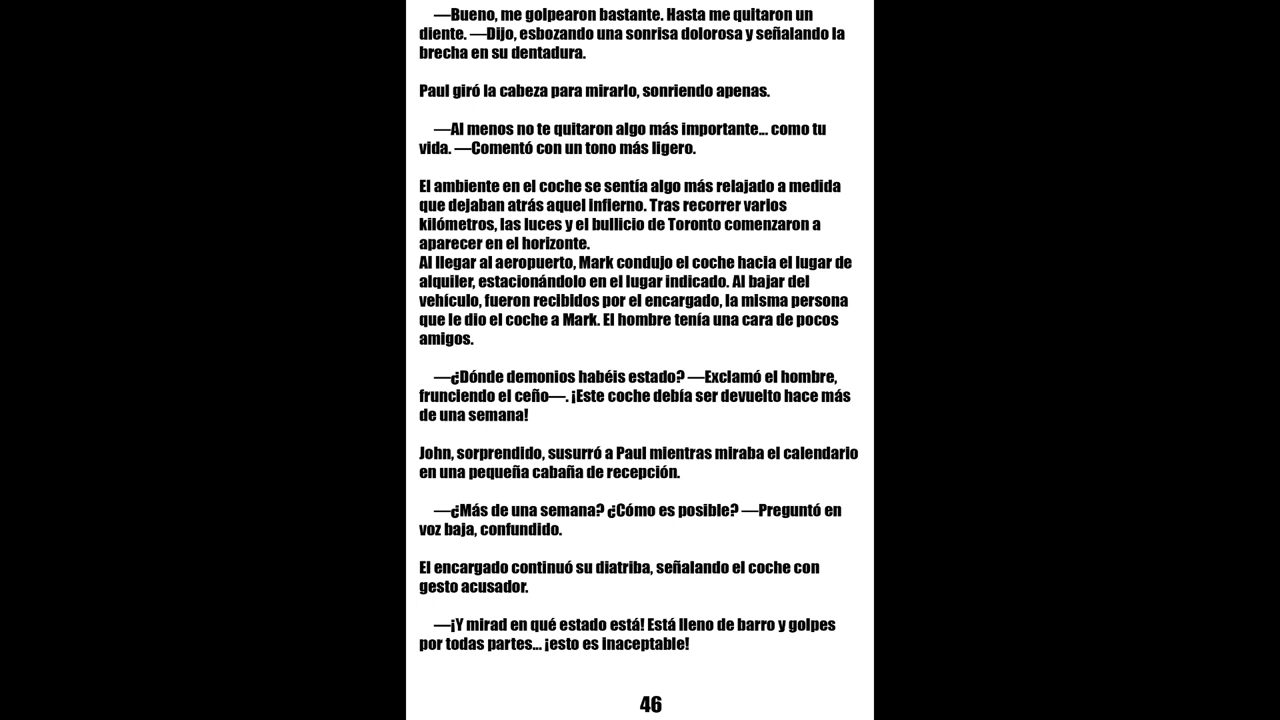 —Bueno, me golpearon bastante. Hasta me quitaron un
diente. —Dijo, esbozando una sonrisa dolorosa y señalando la
brecha en su dentadura.
Paul giró la cabeza para mirarlo, sonriendo apenas.
—Al menos no te quitaron algo más importante... como tu
vida. —Comentó con un tono más ligero.
El ambiente en el coche se sentía algo más relajado a medida
que dejaban atrás aquel infierno. Tras recorrer varios
kilómetros, las luces y el bullicio de Toronto comenzaron a
aparecer en el horizonte.
Al llegar al aeropuerto, Mark condujo el coche hacia el lugar de
alquiler, estacionándolo en el lugar indicado. Al bajar del
vehículo, fueron recibidos por el encargado, la misma persona
que le dio el coche a Mark. El hombre tenía una cara de pocos
amigos.
—¿Dónde demonios habéis estado? —Exclamó el hombre,
frunciendo el ceño—. ¡Este coche debía ser devuelto hace más
de una semana!
John, sorprendido, susurró a Paul mientras miraba el calendario
en una pequeña cabaña de recepción.
—¿Más de una semana? ¿Cómo es posible? —Preguntó en
voz baja, confundido.
El encargado continuó su diatriba, señalando el coche con
gesto acusador.
—¡Y mirad en qué estado está! Está lleno de barro y golpes
por todas partes... ¡esto es inaceptable!
46